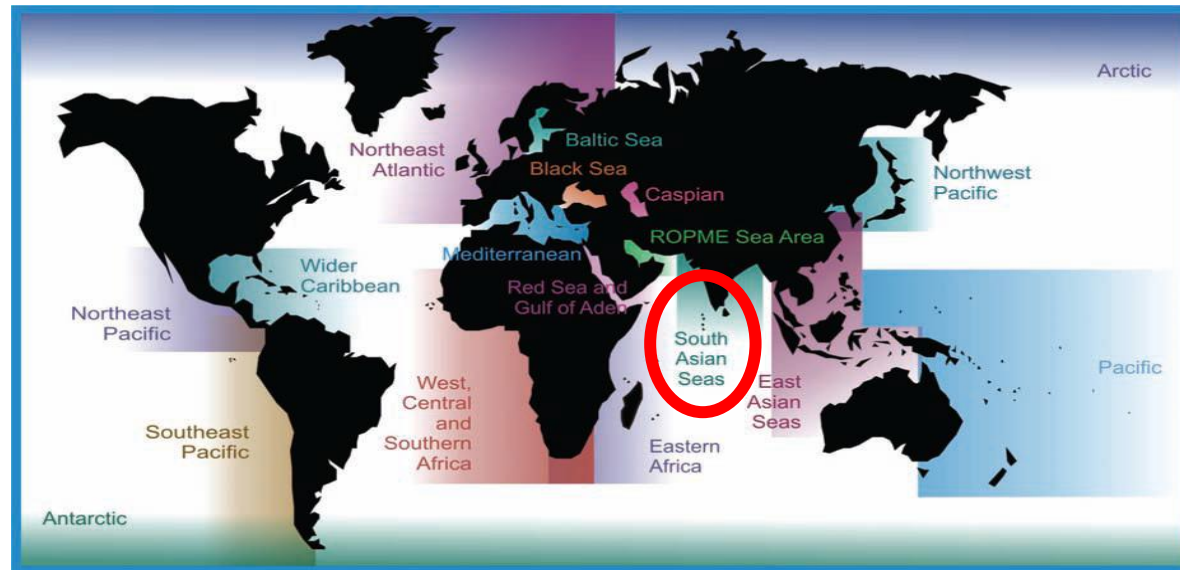 Arctic
Northeast
Atlantic
Baltic Sea
Black Sea
Caspian
Northwest
Pacific
Mediterranean
ROPME Sea Area
Wider
Caribbean
Red Sea and
Gulf of Aden
Northeast
Pacific
South
Asian
Seas
West,
Central
and
Southern
Africa
East
Asian
Seas
Pacific
Southeast
Pacific
Eastern
Africa
Antarctic